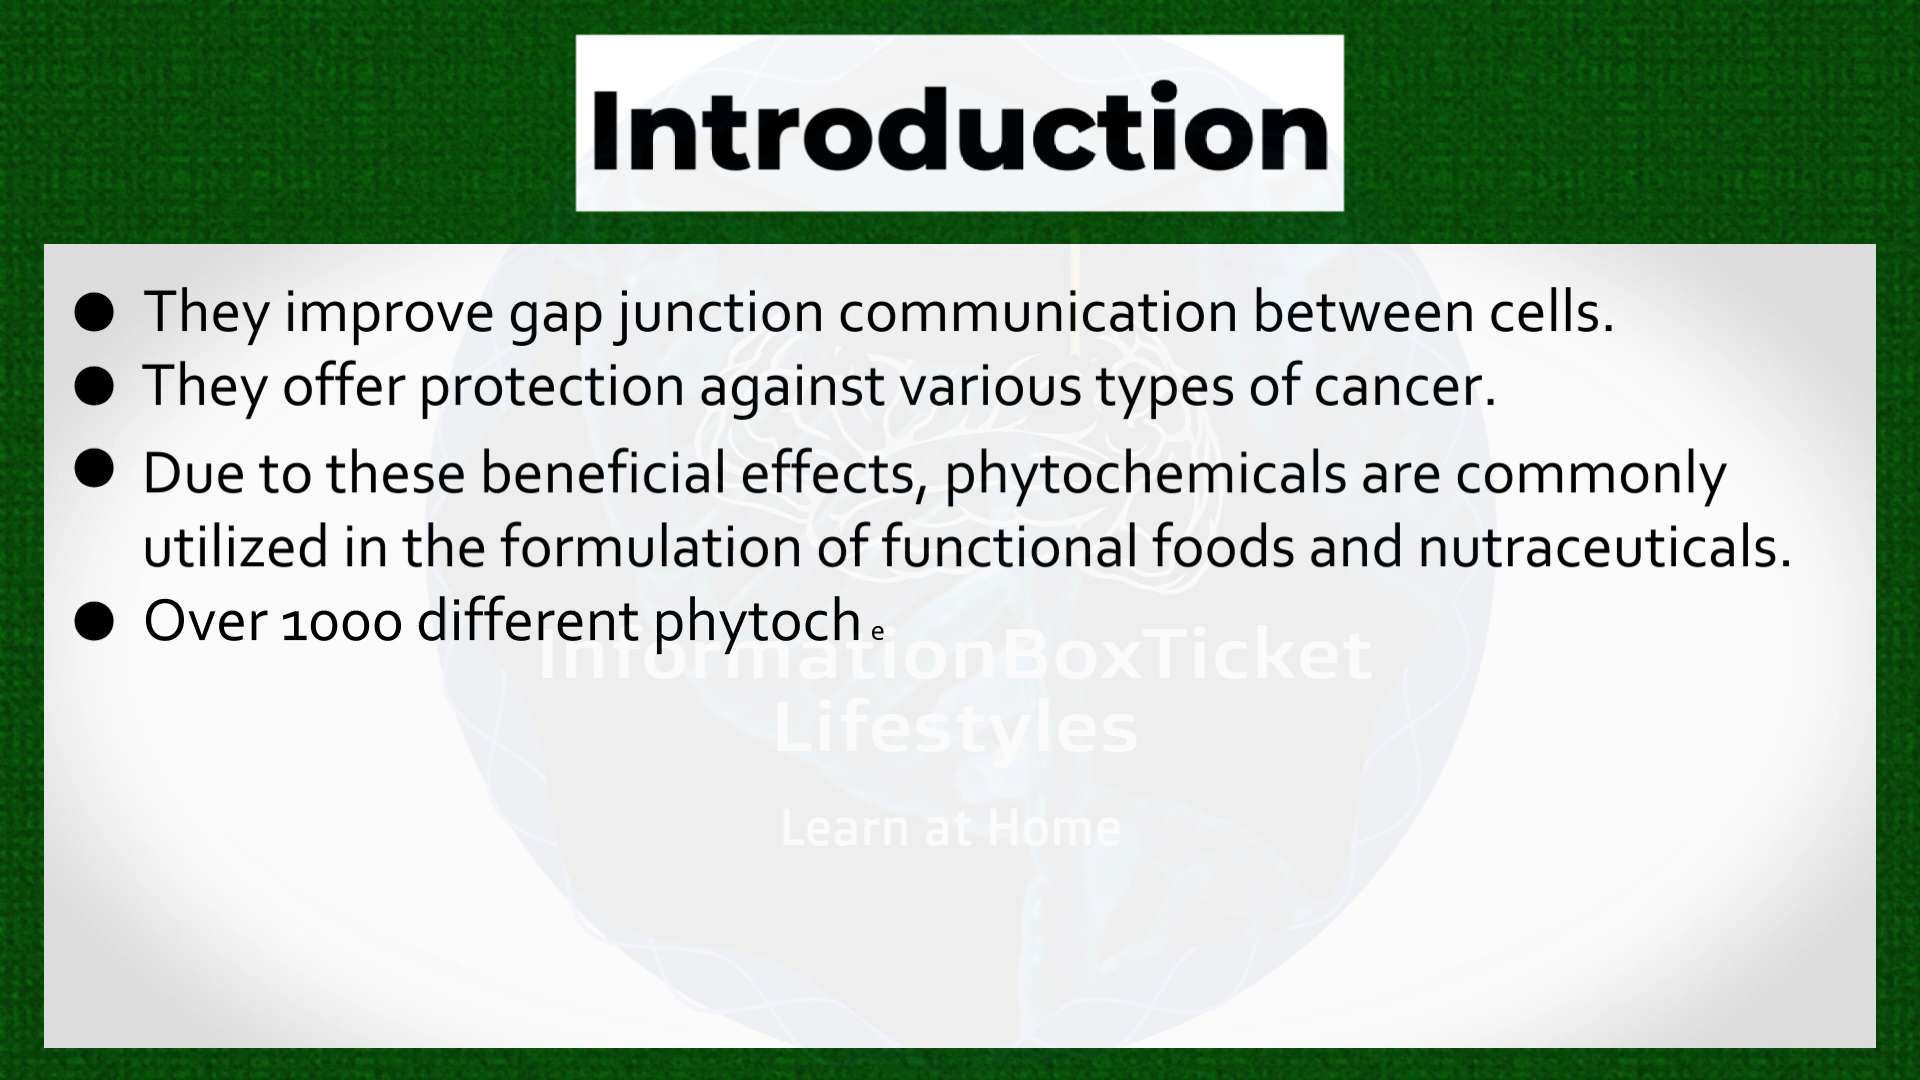 Introduction
● They improve gap junction communication between cells.
● They offer protection against various types of cancer.
● Due to these beneficial effects, phytochemicals are commonly
utilized in the formulation of functional foods and nutraceuticals.
● Over 1000 different phytoch e
InformationBoxTicket
Lifestyles
Learn at Home